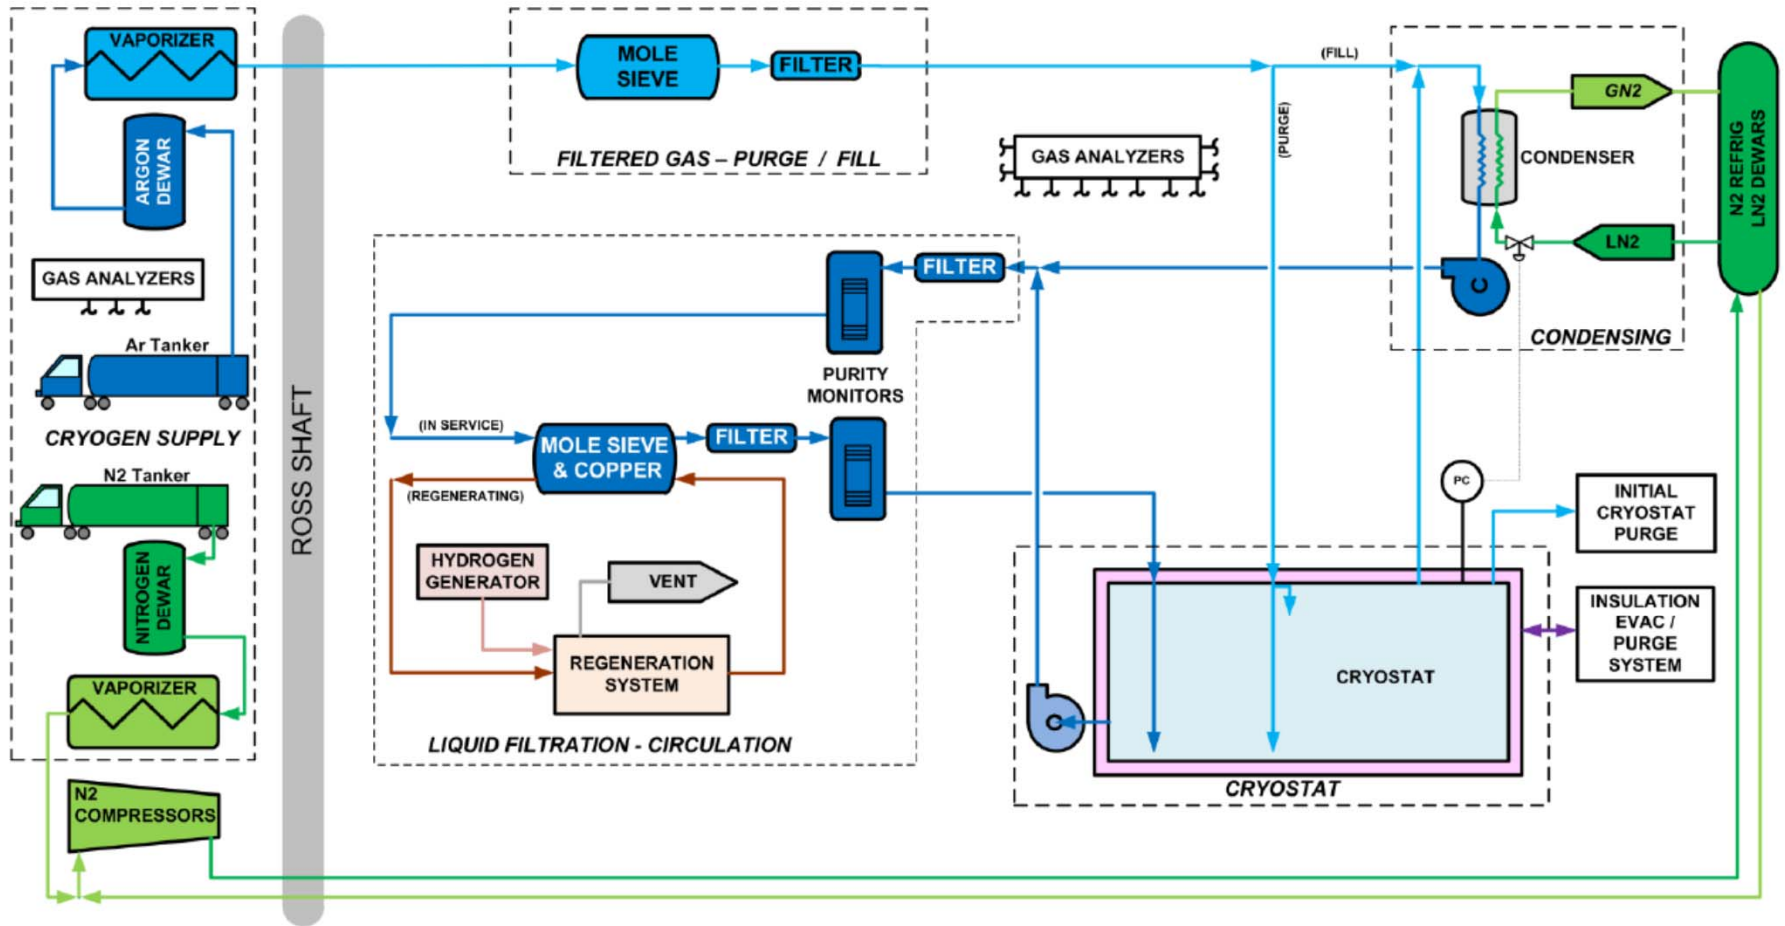 VAPORIZER
ARGON
DEWAR
GAS ANALYZERS
Ar Tanker
CRYOGEN SUPPLY
N2 Tanker
NITROGEN
DEWAR
VAPORIZER
N2
COMPRESSORS
ROSS SHAFT
MOLE
SIEVE
FILTER
FILTERED GAS – PURGE / FILL
(FILL)
(PURGE)
GAS ANALYZERS
GN2
CONDENSER
LN2
C
CONDENSING
N2 REFRIG
LN2 DEWARS
FILTER
PURITY
MONITORS
(IN SERVICE)
MOLE SIEVE
& COPPER
FILTER
(REGENERATING)
HYDROGEN
GENERATOR
VENT
REGENERATION
SYSTEM
LIQUID FILTRATION - CIRCULATION
PC
INITIAL
CRYOSTAT
PURGE
INSULATION
EVAC /
PURGE
SYSTEM
CRYOSTAT
C
CRYOSTAT